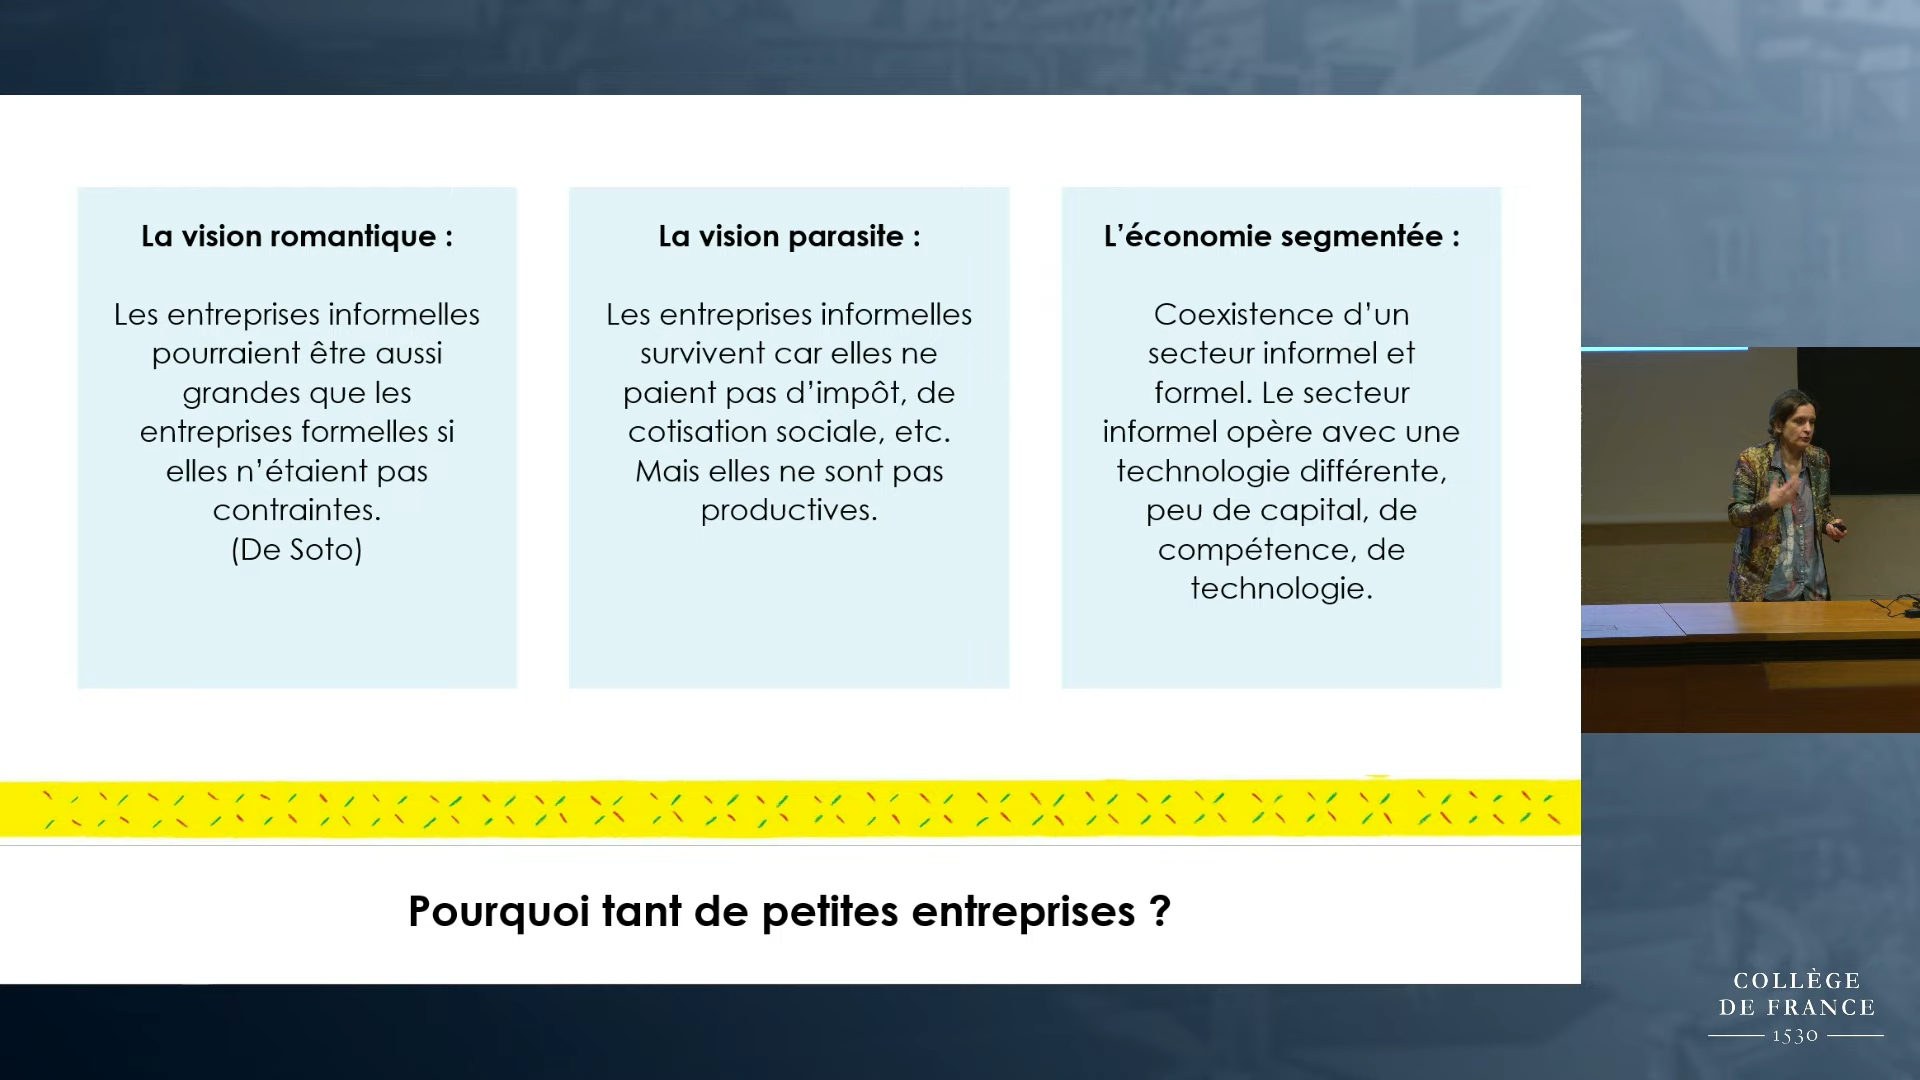 La vision romantique :
Les entreprises informelles
pourraient être aussi
grandes que les
entreprises formelles si
elles n’étaient pas
contraintes.
(De Soto)
La vision parasite :
Les entreprises informelles
survivent car elles ne
paient pas d’impôt, de
cotisation sociale, etc.
Mais elles ne sont pas
productives.
L’économie segmentée :
Coexistence d’un
secteur informel et
formel. Le secteur
informel opère avec une
technologie différente,
peu de capital, de
compétence, de
technologie.
Pourquoi tant de petites entreprises ?
COLLÈGE
DE FRANCE
1530